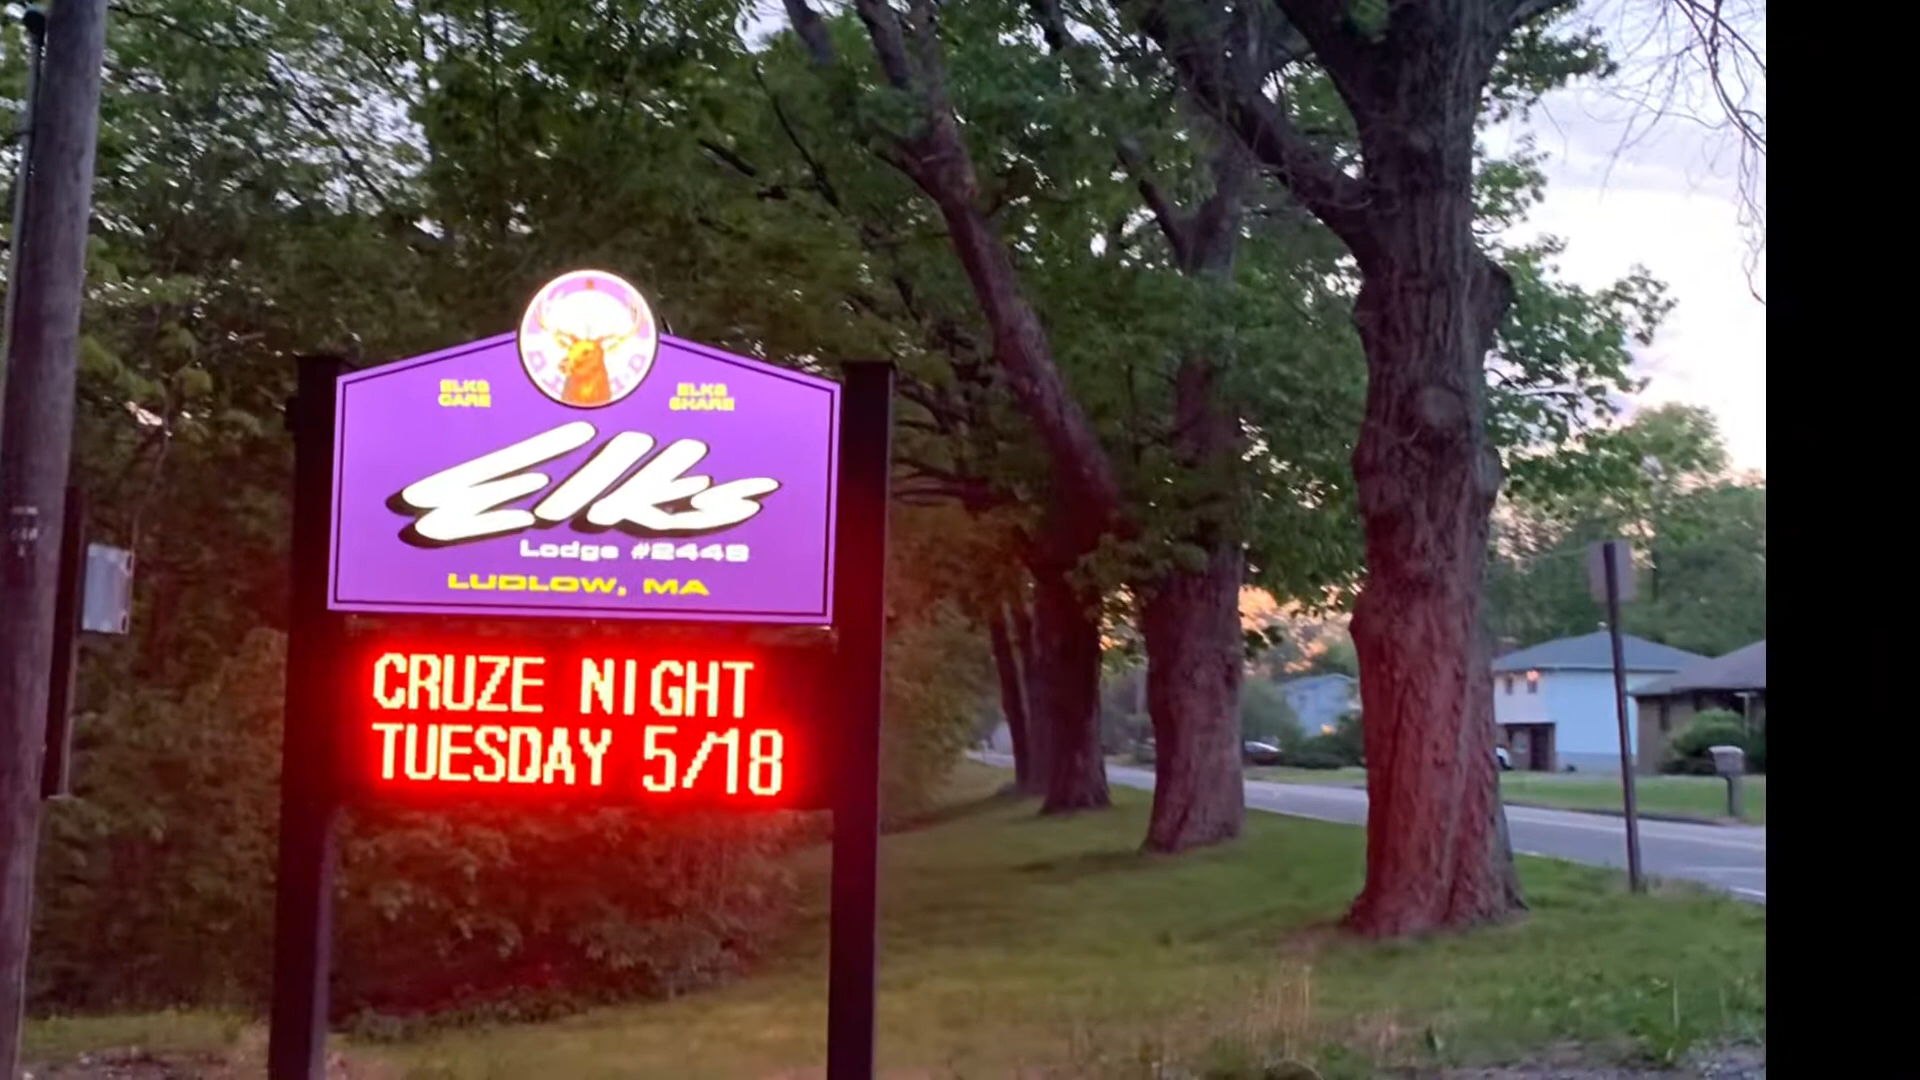 ELKS CARE
ELKS SHARE
Elks
Lodge #2448
LUDLOW, MA
CRUZE NIGHT
TUESDAY 5/18